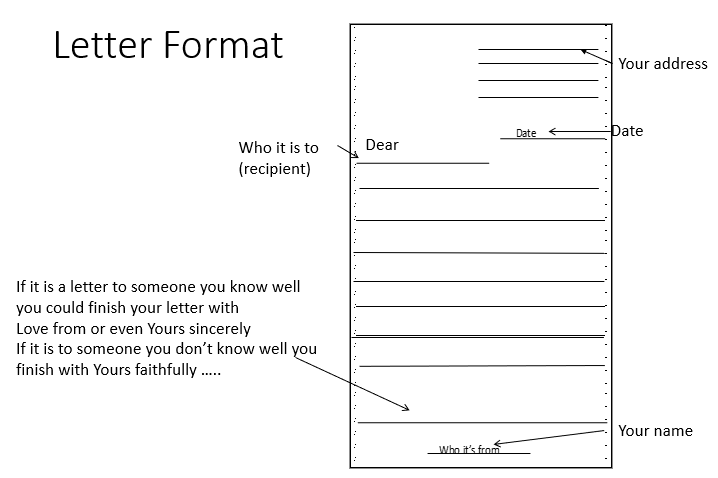 Letter Format
Your address
Date
Date
Who it is to
(recipient)
Dear
If it is a letter to someone you know well
you could finish your letter with
Love from or even Yours sincerely
If it is to someone you don’t know well you
finish with Yours faithfully …..
Your name
Who it’s from